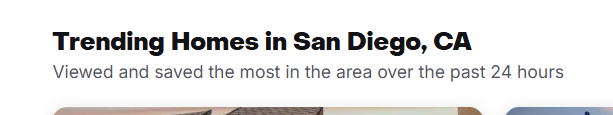 Trending Homes in San Diego, CA
Viewed and saved the most in the area over the past 24 hours